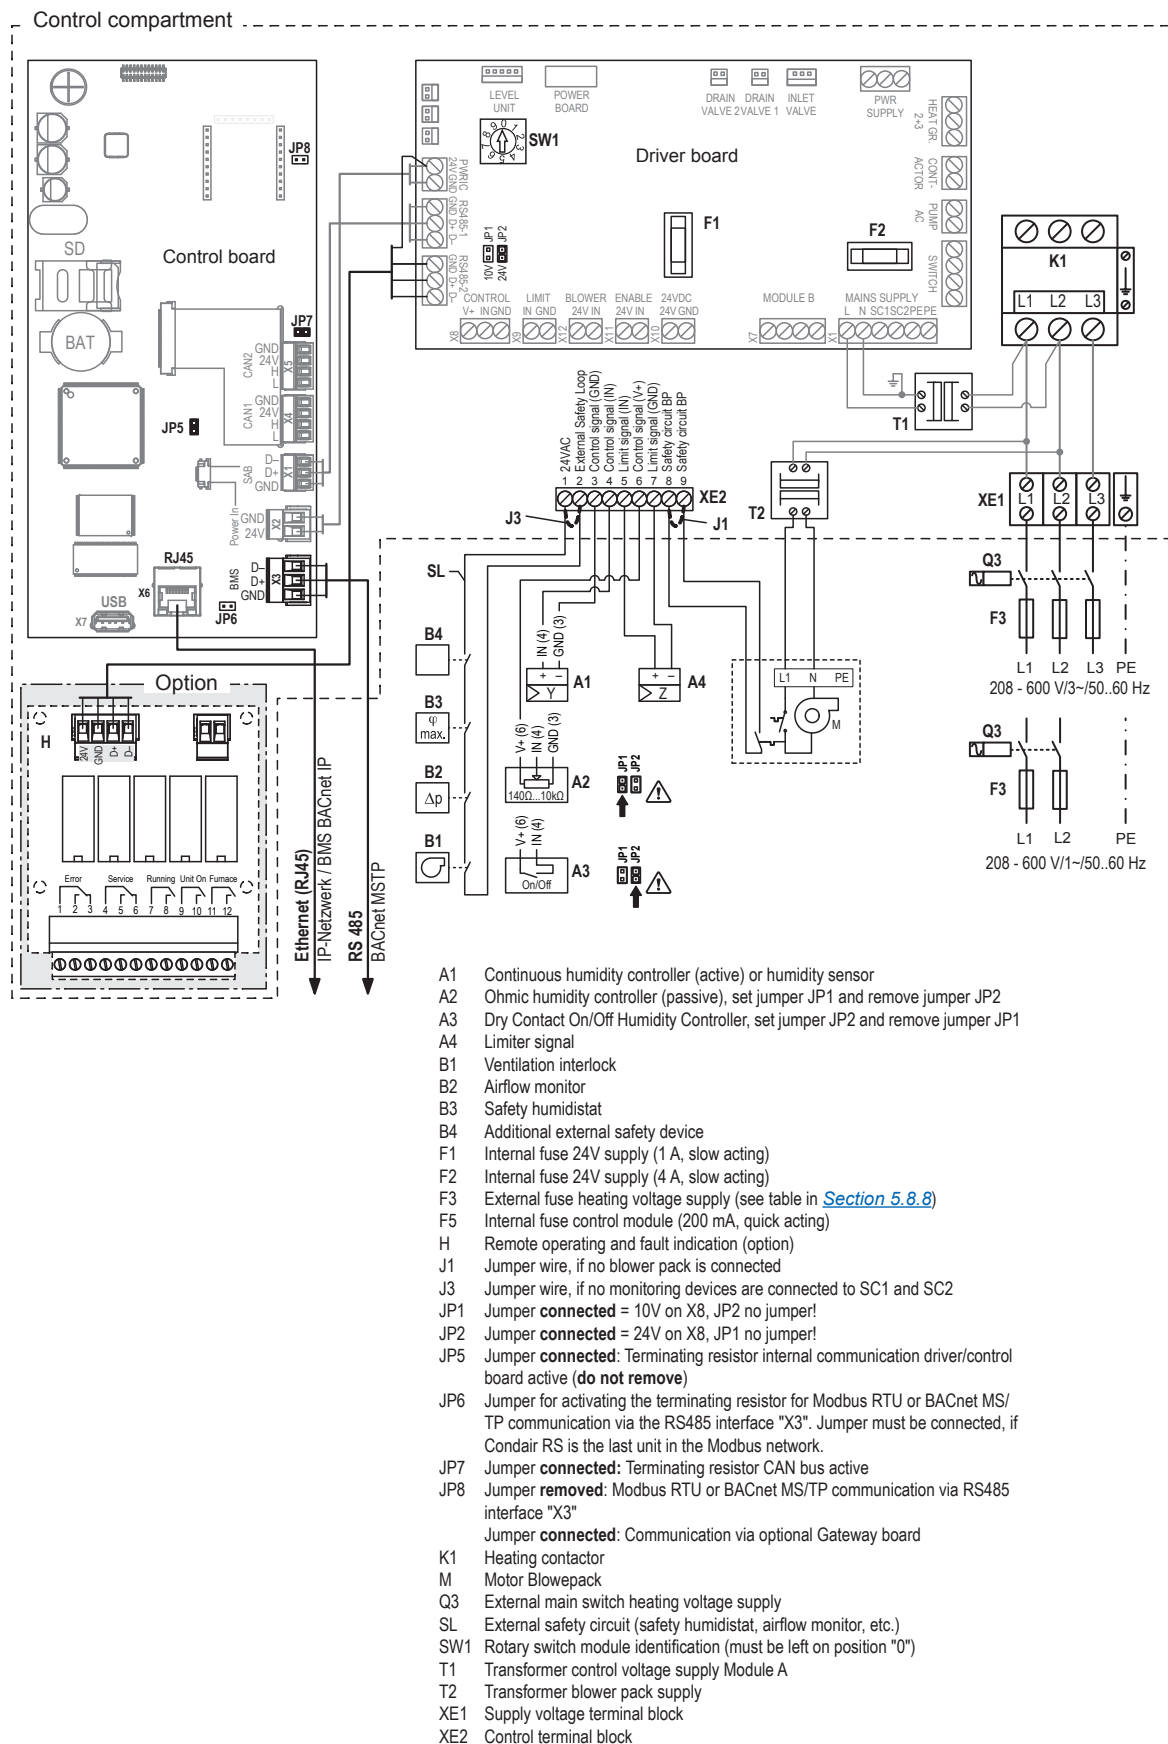 Control compartment
JP8
SD
Control board
BAT
JP7
CAN2
GND
24V
H
L
X5
CAN1
GND
24V
H
L
X4
JP5
SAB
D–
D+
GND
X1
Power In
GND
24V
X2
RJ45
X6
BMS
D–
D+
GND
X3
USB
X7
JP6
LEVEL UNIT
POWER BOARD
DRAIN VALVE 2
DRAIN VALVE 1
INLET VALVE
PWR SUPPLY
SW1
0 1 2 3 4 5 6 7 8 9
Driver board
HEAT GR. 2+3
CONT-ACTOR
PUMP AC
SWITCH
PWRIC
24V GND
RS485-1
GND D+ D–
RS485-2
GND D+ D–
JP1
JP2
10V
24V
F1
F2
CONTROL
V+ IN GND
X8
LIMIT
IN GND
X9
BLOWER
24V IN
X12
ENABLE
24V IN
X11
24VDC
24V GND
X10
MODULE B
X7
MAINS SUPPLY
L N SC1SC2PEPE
X1
K1
L1 L2 L3
T1
24VAC
External Safety Loop
Control signal (GND)
Control signal (IN)
Limit signal (IN)
Control signal (V+)
Limit signal (GND)
Safety circuit BP
Safety circuit BP
1 2 3 4 5 6 7 8 9
XE2
J3
J1
T2
XE1
L1 L2 L3
Q3
F3
L1 L2 L3 PE
208 - 600 V/3~/50..60 Hz
Q3
F3
L1 L2 PE
208 - 600 V/1~/50..60 Hz
SL
B4
B3
φ max.
B2
Δp
B1
IN (4)
GND (3)
+ –
Y
A1
+ –
Z
A4
L1 N PE
M
V+ (6)
IN (4)
GND (3)
140Ω...10kΩ
A2
JP1
JP2
V+ (6)
IN (4)
On/Off
A3
JP1
JP2
Option
H
24V
GND
D+
D–
Error
Service
Running
Unit On
Furnace
1 2 3 4 5 6 7 8 9 10 11 12
Ethernet (RJ45)
IP-Netzwerk / BMS BACnet IP
RS 485
BACnet MSTP
A1 Continuous humidity controller (active) or humidity sensor
A2 Ohmic humidity controller (passive), set jumper JP1 and remove jumper JP2
A3 Dry Contact On/Off Humidity Controller, set jumper JP2 and remove jumper JP1
A4 Limiter signal
B1 Ventilation interlock
B2 Airflow monitor
B3 Safety humidistat
B4 Additional external safety device
F1 Internal fuse 24V supply (1 A, slow acting)
F2 Internal fuse 24V supply (4 A, slow acting)
F3 External fuse heating voltage supply (see table in Section 5.8.8)
F5 Internal fuse control module (200 mA, quick acting)
H Remote operating and fault indication (option)
J1 Jumper wire, if no blower pack is connected
J3 Jumper wire, if no monitoring devices are connected to SC1 and SC2
JP1 Jumper connected = 10V on X8, JP2 no jumper!
JP2 Jumper connected = 24V on X8, JP1 no jumper!
JP5 Jumper connected: Terminating resistor internal communication driver/control
board active (do not remove)
JP6 Jumper for activating the terminating resistor for Modbus RTU or BACnet MS/
TP communication via the RS485 interface "X3". Jumper must be connected, if
Condair RS is the last unit in the Modbus network.
JP7 Jumper connected: Terminating resistor CAN bus active
JP8 Jumper removed: Modbus RTU or BACnet MS/TP communication via RS485
interface "X3"
Jumper connected: Communication via optional Gateway board
K1 Heating contactor
M Motor Blowepack
Q3 External main switch heating voltage supply
SL External safety circuit (safety humidistat, airflow monitor, etc.)
SW1 Rotary switch module identification (must be left on position "0")
T1 Transformer control voltage supply Module A
T2 Transformer blower pack supply
XE1 Supply voltage terminal block
XE2 Control terminal block